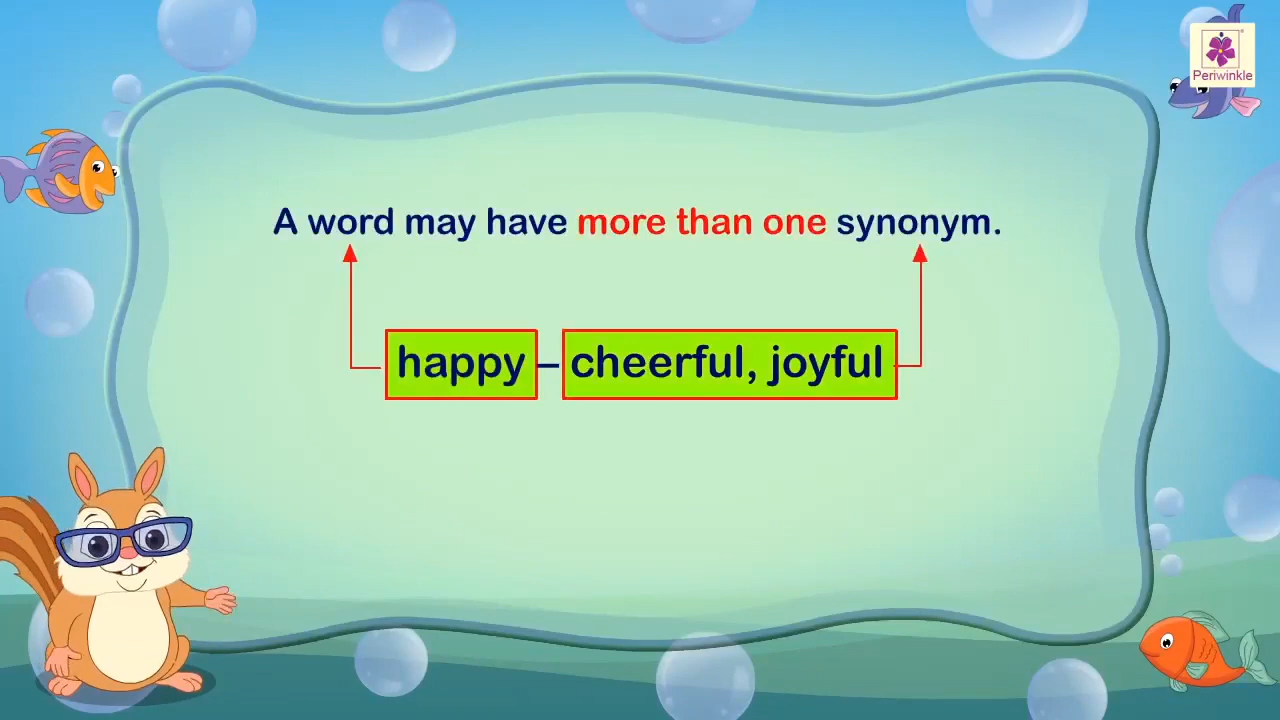 Periwinkle
A word may have more than one synonym.
happy – cheerful, joyful